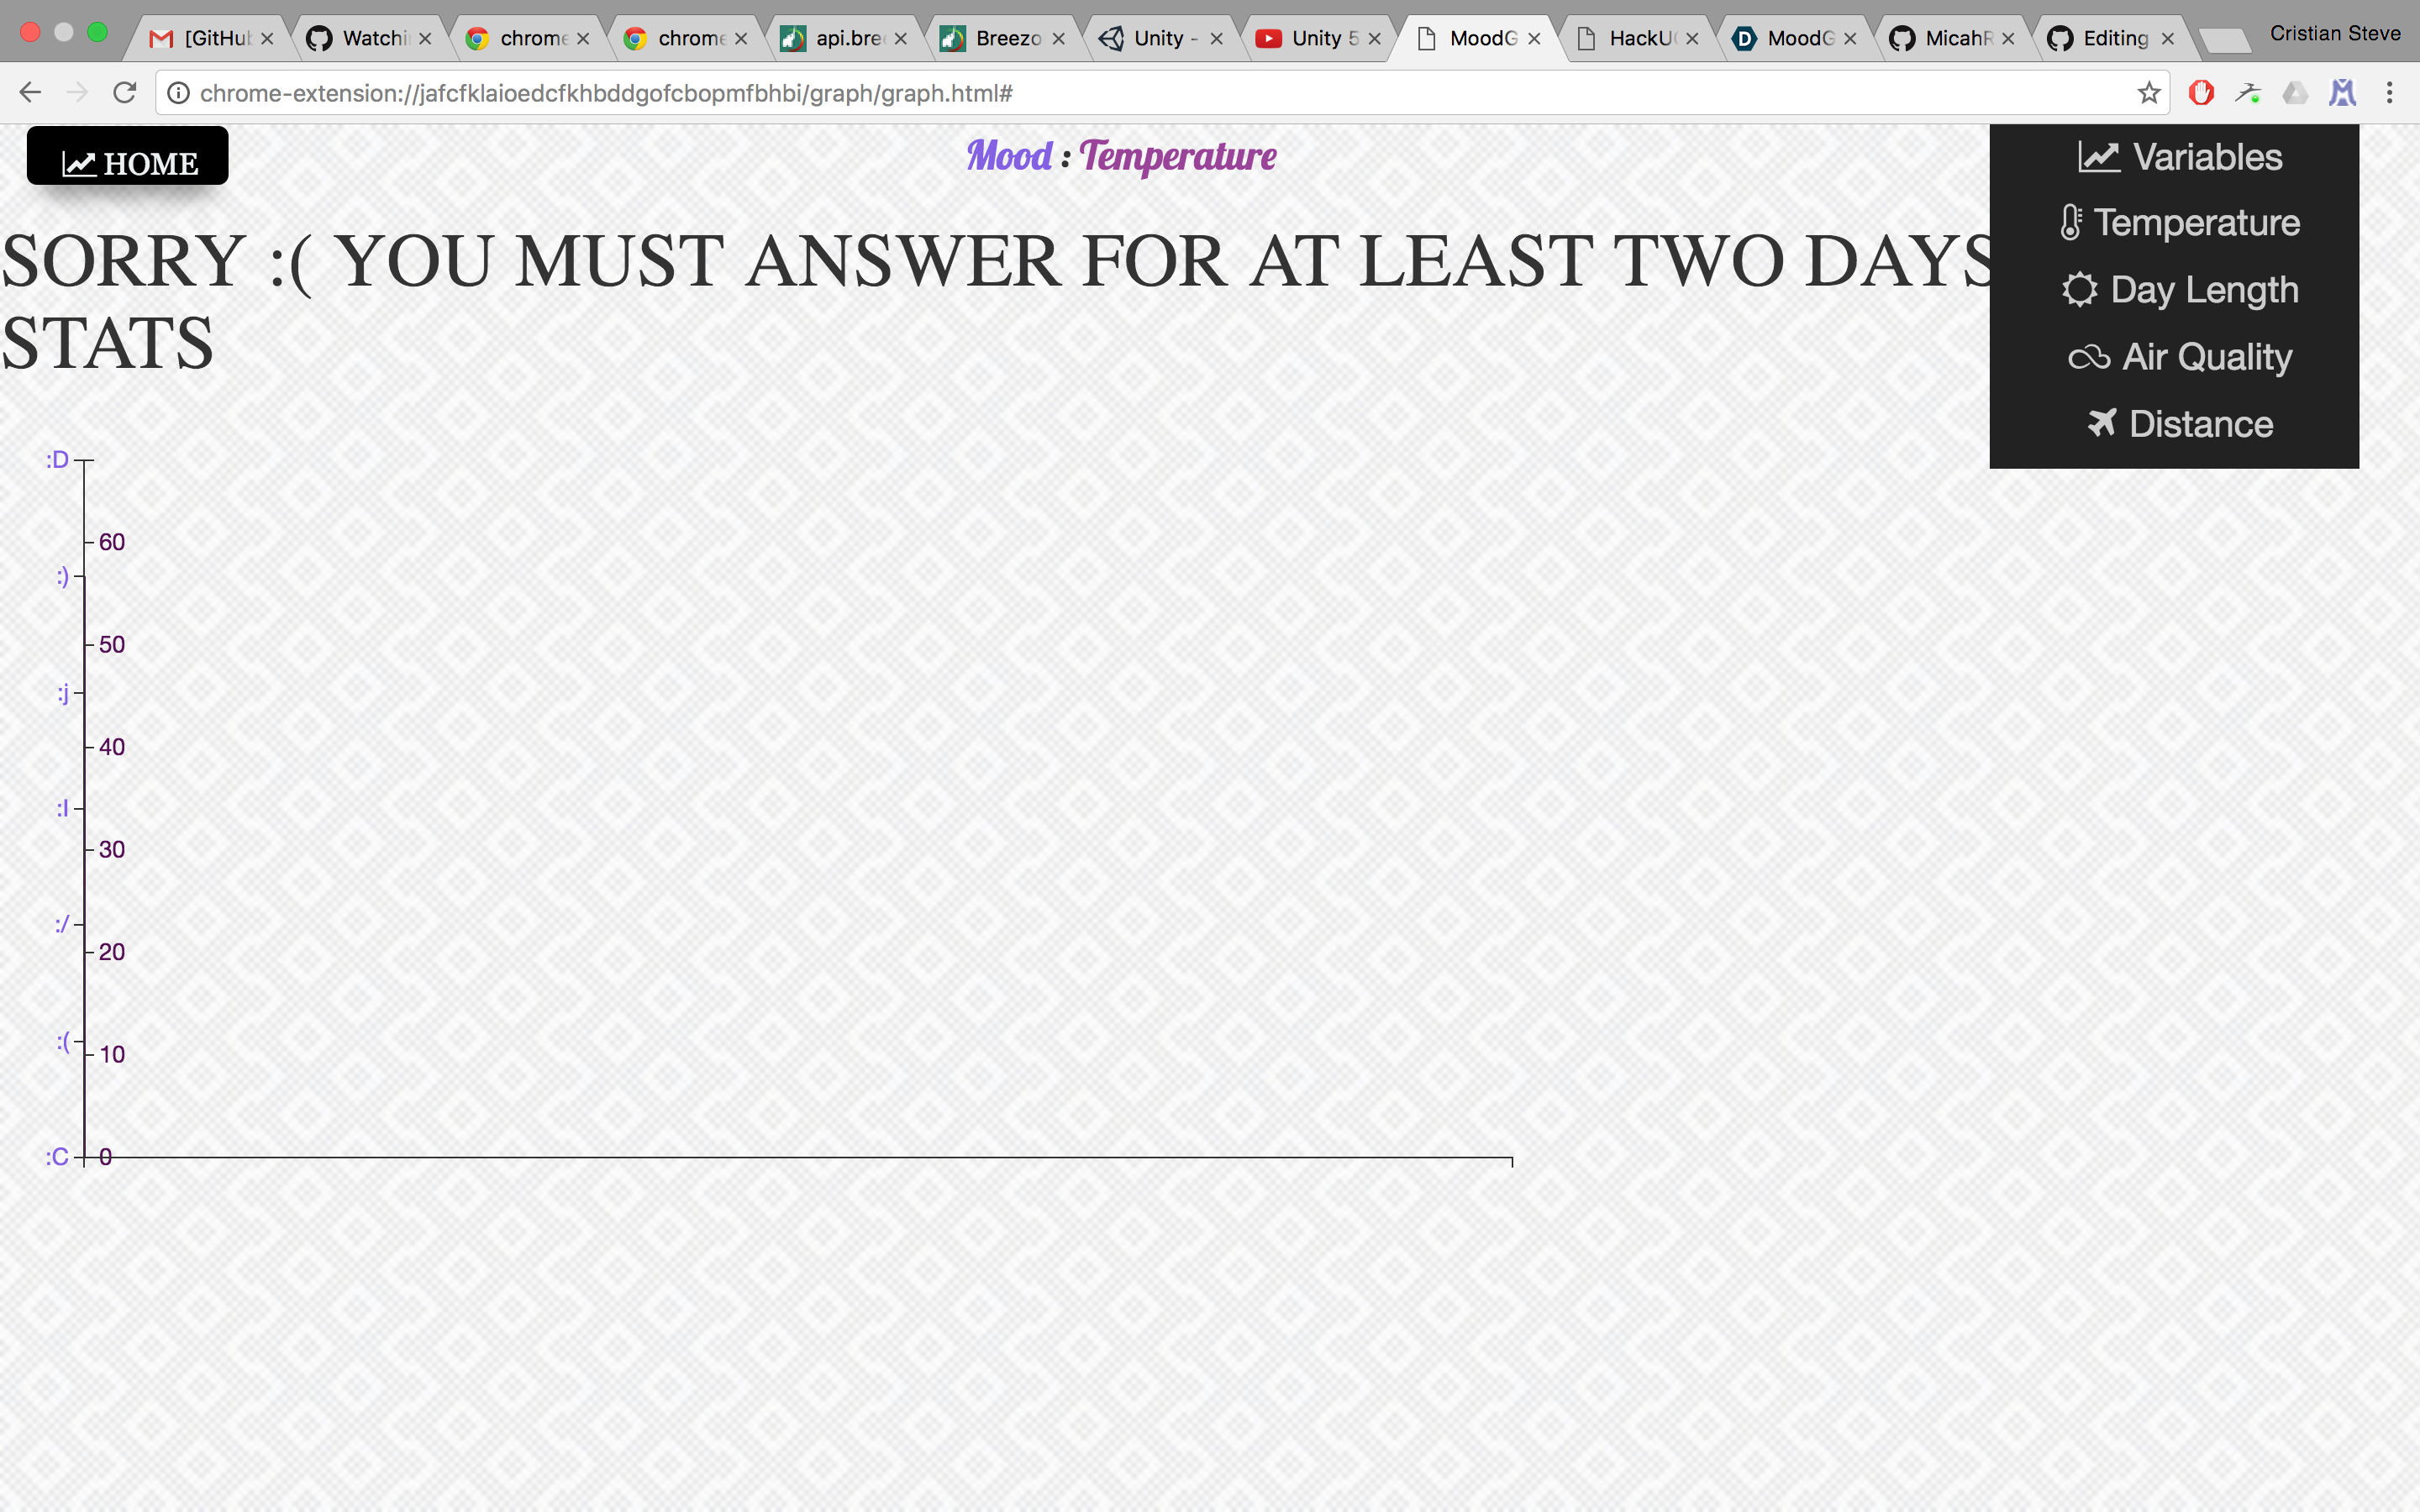 [GitHub
Watchi
chrome
chrome
api.bre
Breezo
Unity -
Unity 5
MoodG
HackU
MoodG
MicahR
Editing
Cristian Steve
chrome-extension://jafcfklaioedcfkhbddgofcbopmfbhbi/graph/graph.html#
HOME
Mood : Temperature
SORRY :( YOU MUST ANSWER FOR AT LEAST TWO DAYS
STATS
Variables
Temperature
Day Length
Air Quality
Distance
:D
60
:)
50
:j
40
:|
30
:/
20
:(
10
:C
0